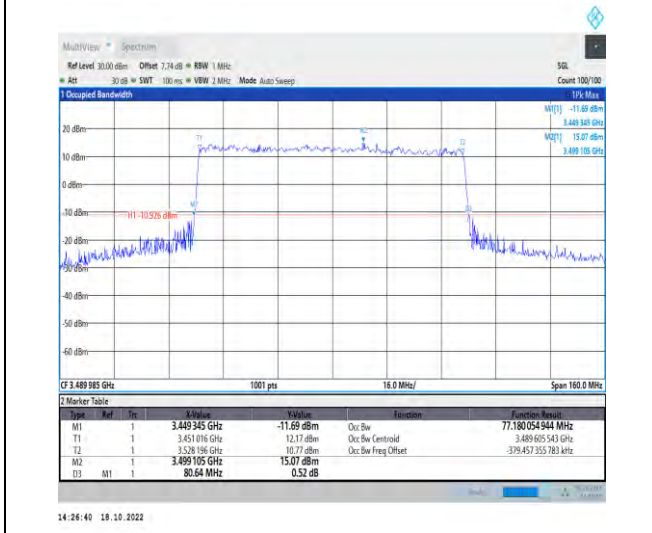 MultiView Spectrum
Ref Level 30.00 dBm Offset 7.74 dB RBW 1 MHz SGL
Att 30 dB SWT 100 ms VBW 2 MHz Mode Auto Sweep Count 100/100
1 Occupied Bandwidth 1Pk Max
M1[1] -11.69 dBm
3.449 345 GHz
M2[1] 15.07 dBm
3.499 105 GHz
20 dBm
T1
10 dBm
0 dBm
-10 dBm
H1 -10.926 dBm
-20 dBm
-30 dBm
-40 dBm
-50 dBm
-60 dBm
CF 3.489 985 GHz 1001 pts 16.0 MHz/ Span 160.0 MHz
2 Marker Table
Type Ref Trc X-Value Y-Value Function Function Result
M1 1 3.449 345 GHz -11.69 dBm Occ Bw 77.180 054 944 MHz
T1 1 3.451 016 GHz 12.17 dBm Occ Bw Centroid 3.489 605 543 GHz
T2 1 3.528 196 GHz 10.77 dBm Occ Bw Freq Offset -379.457 355 783 kHz
M2 1 3.499 105 GHz 15.07 dBm
D3 M1 1 80.64 MHz 0.52 dB
14:26:40 18.10.2022